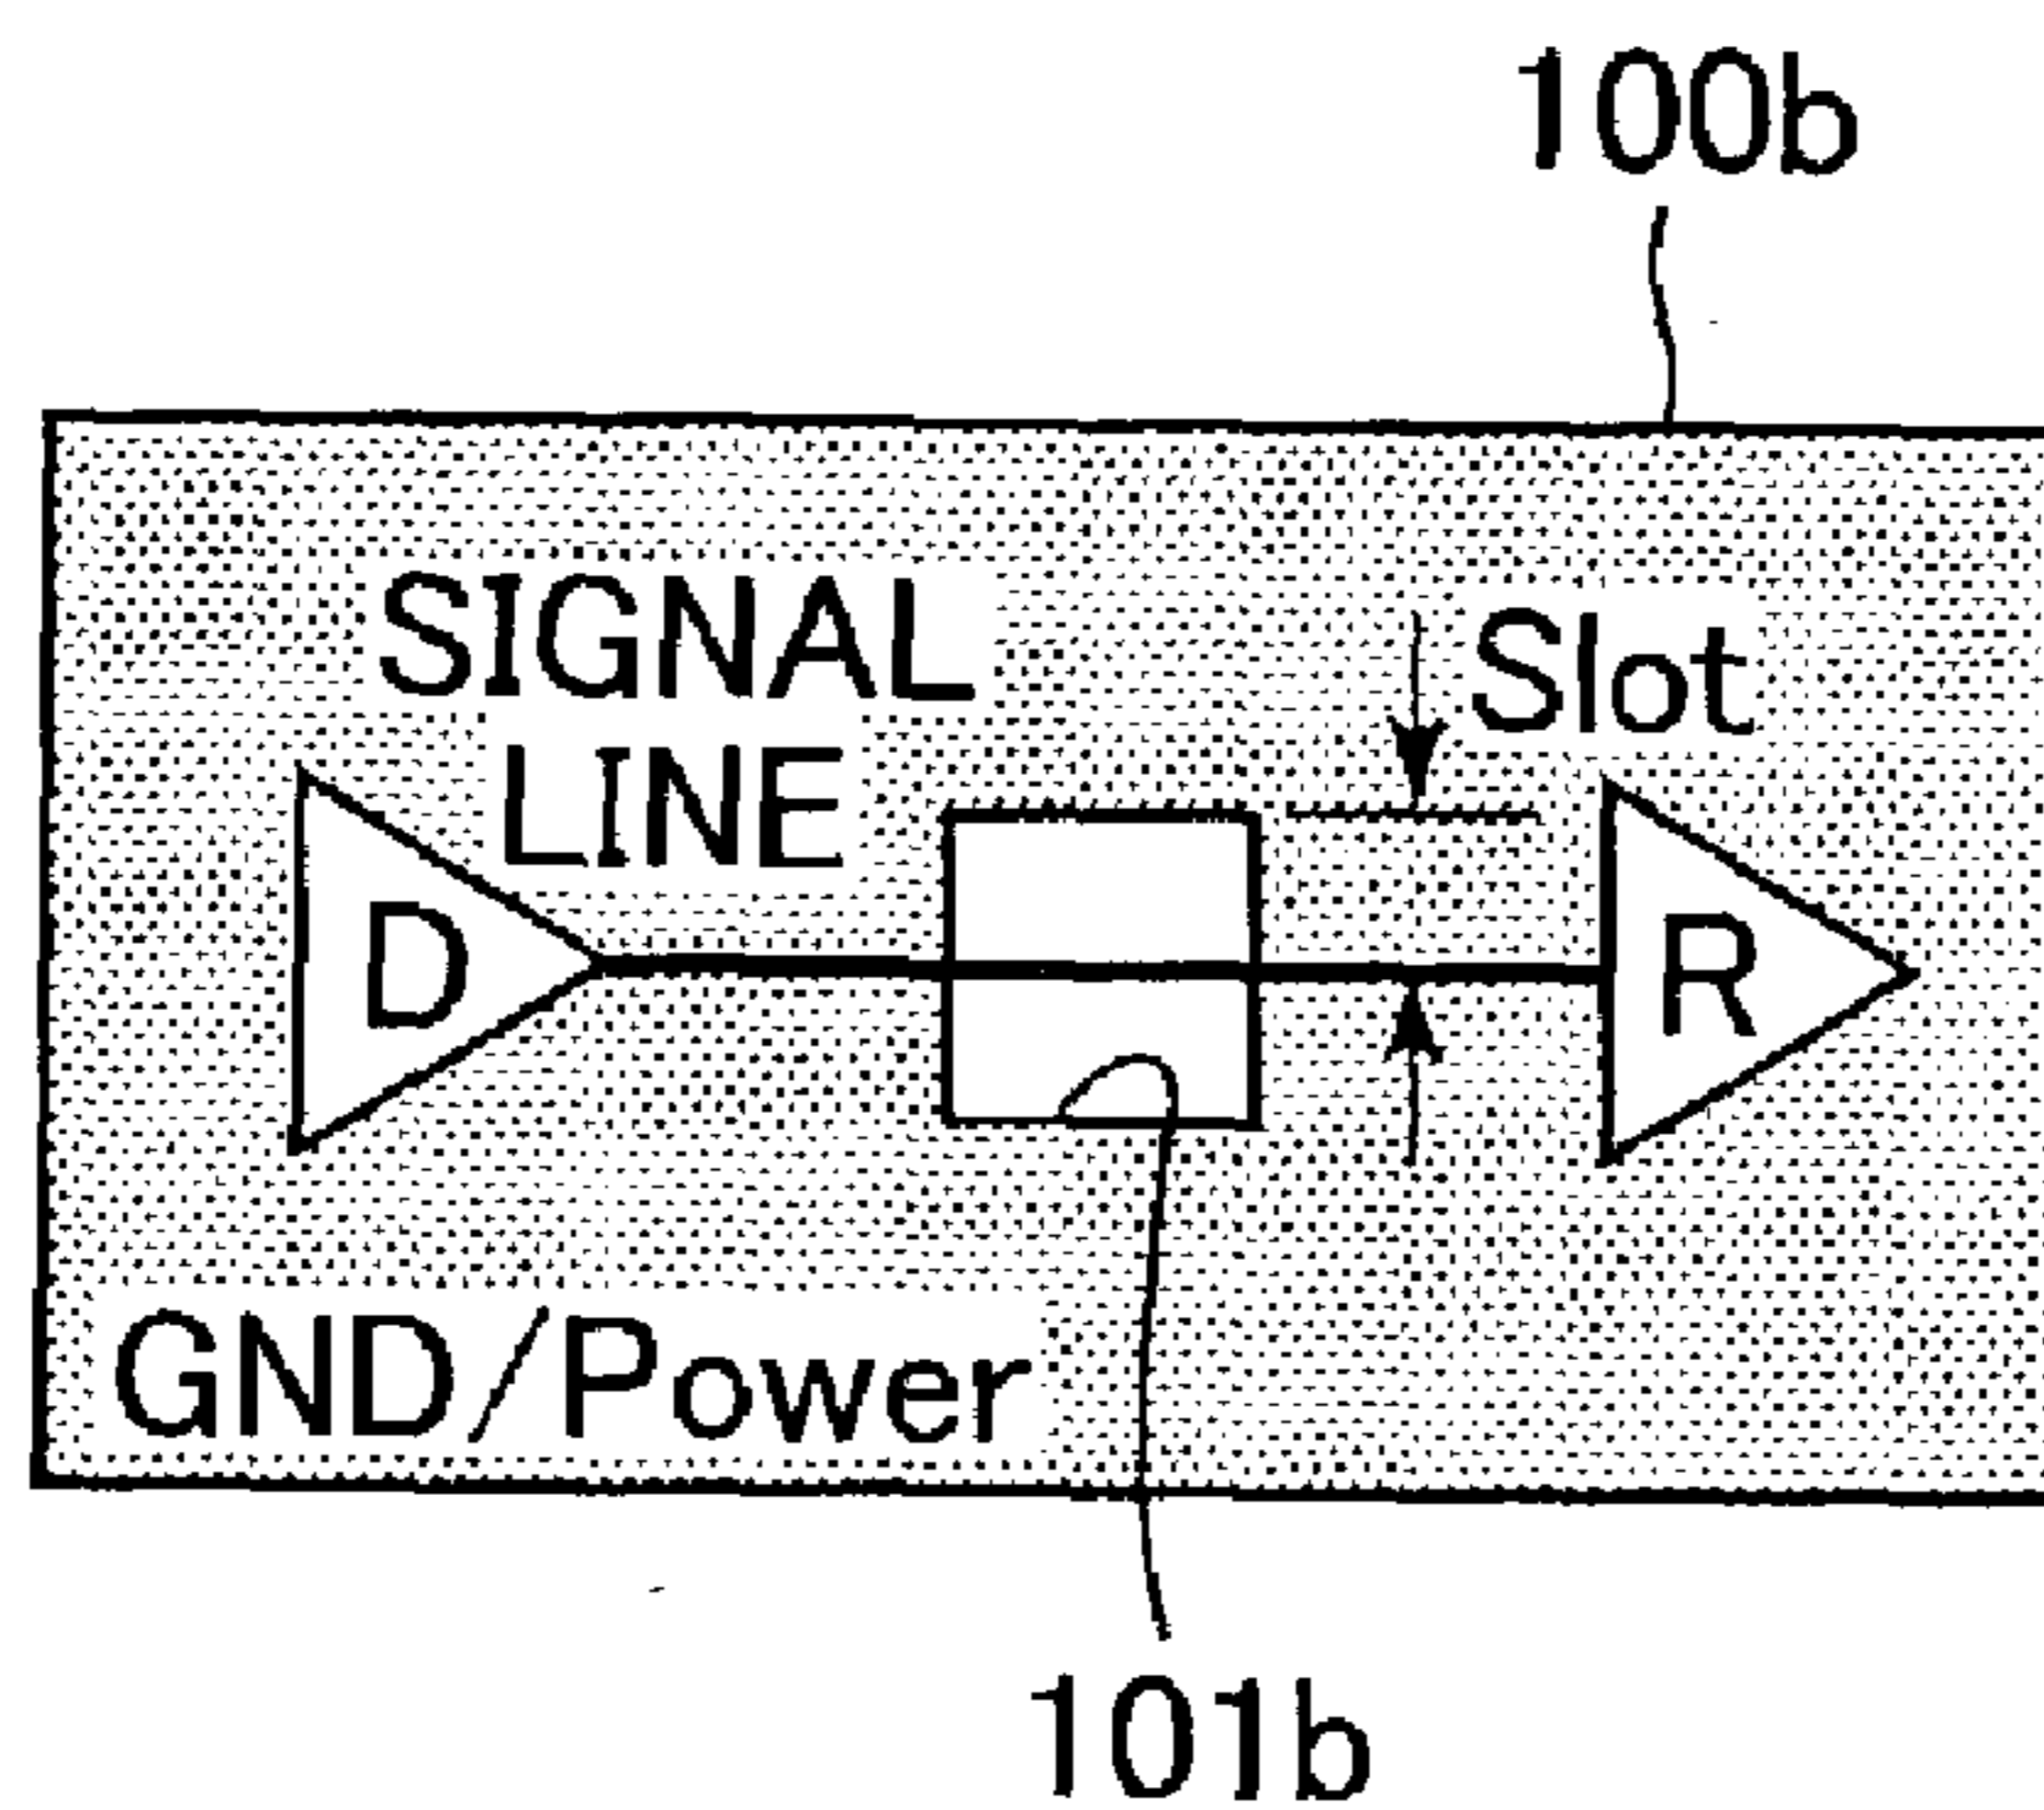 100b
SIGNAL
LINE
Slot
D
R
GND/Power
101b